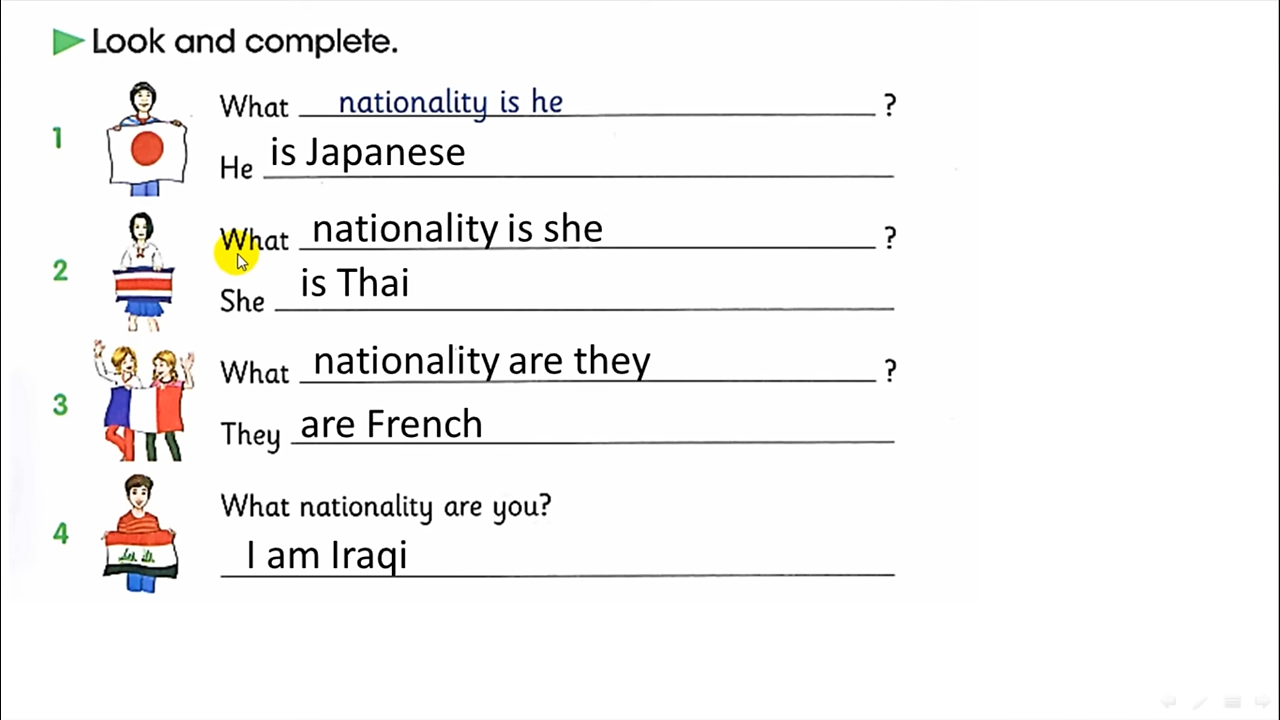 Look and complete.
1
What nationality is he ?
He is Japanese
2
What nationality is she ?
She is Thai
3
What nationality are they ?
They are French
4
What nationality are you?
I am Iraqi